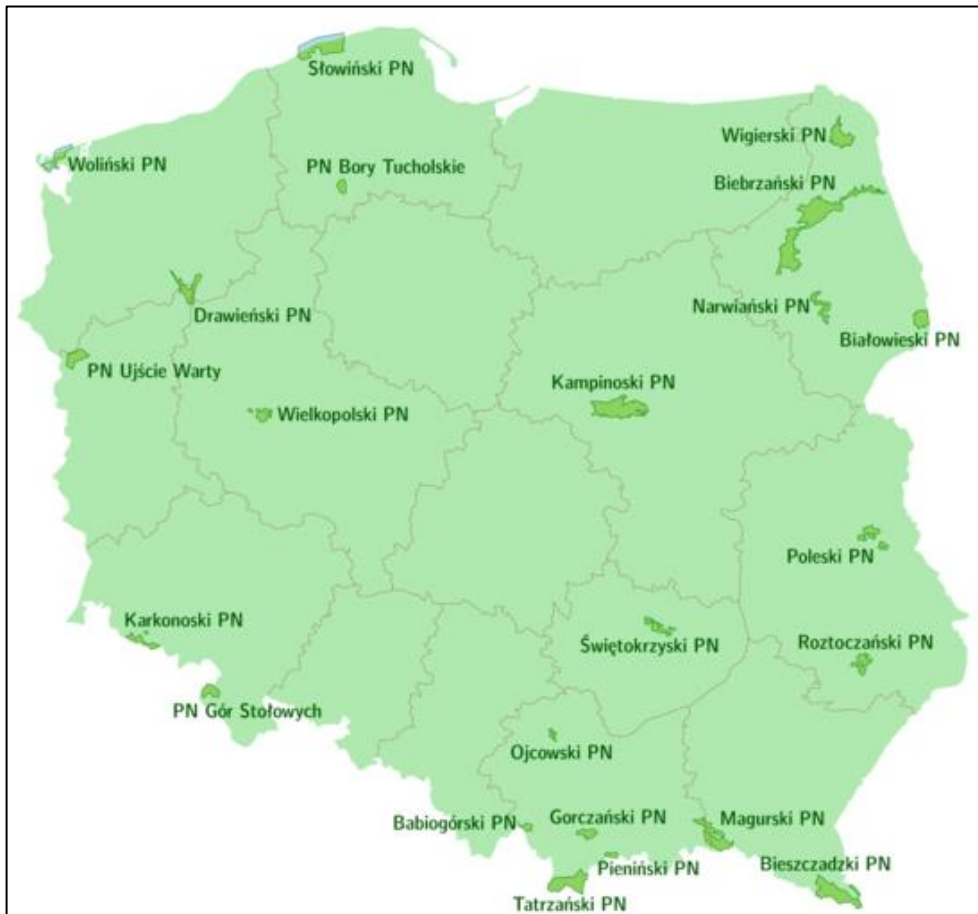 Słowiński PN
Wigierski PN
Woliński PN
PN Bory Tucholskie
Biebrzański PN
Narwiański PN
Drawieński PN
Białowieski PN
PN Ujście Warty
Kampinoski PN
Wielkopolski PN
Poleski PN
Karkonoski PN
Świętokrzyski PN
Roztoczański PN
PN Gór Stołowych
Ojcowski PN
Babiogórski PN
Gorczański PN
Magurski PN
Pieniński PN
Bieszczadzki PN
Tatrzański PN